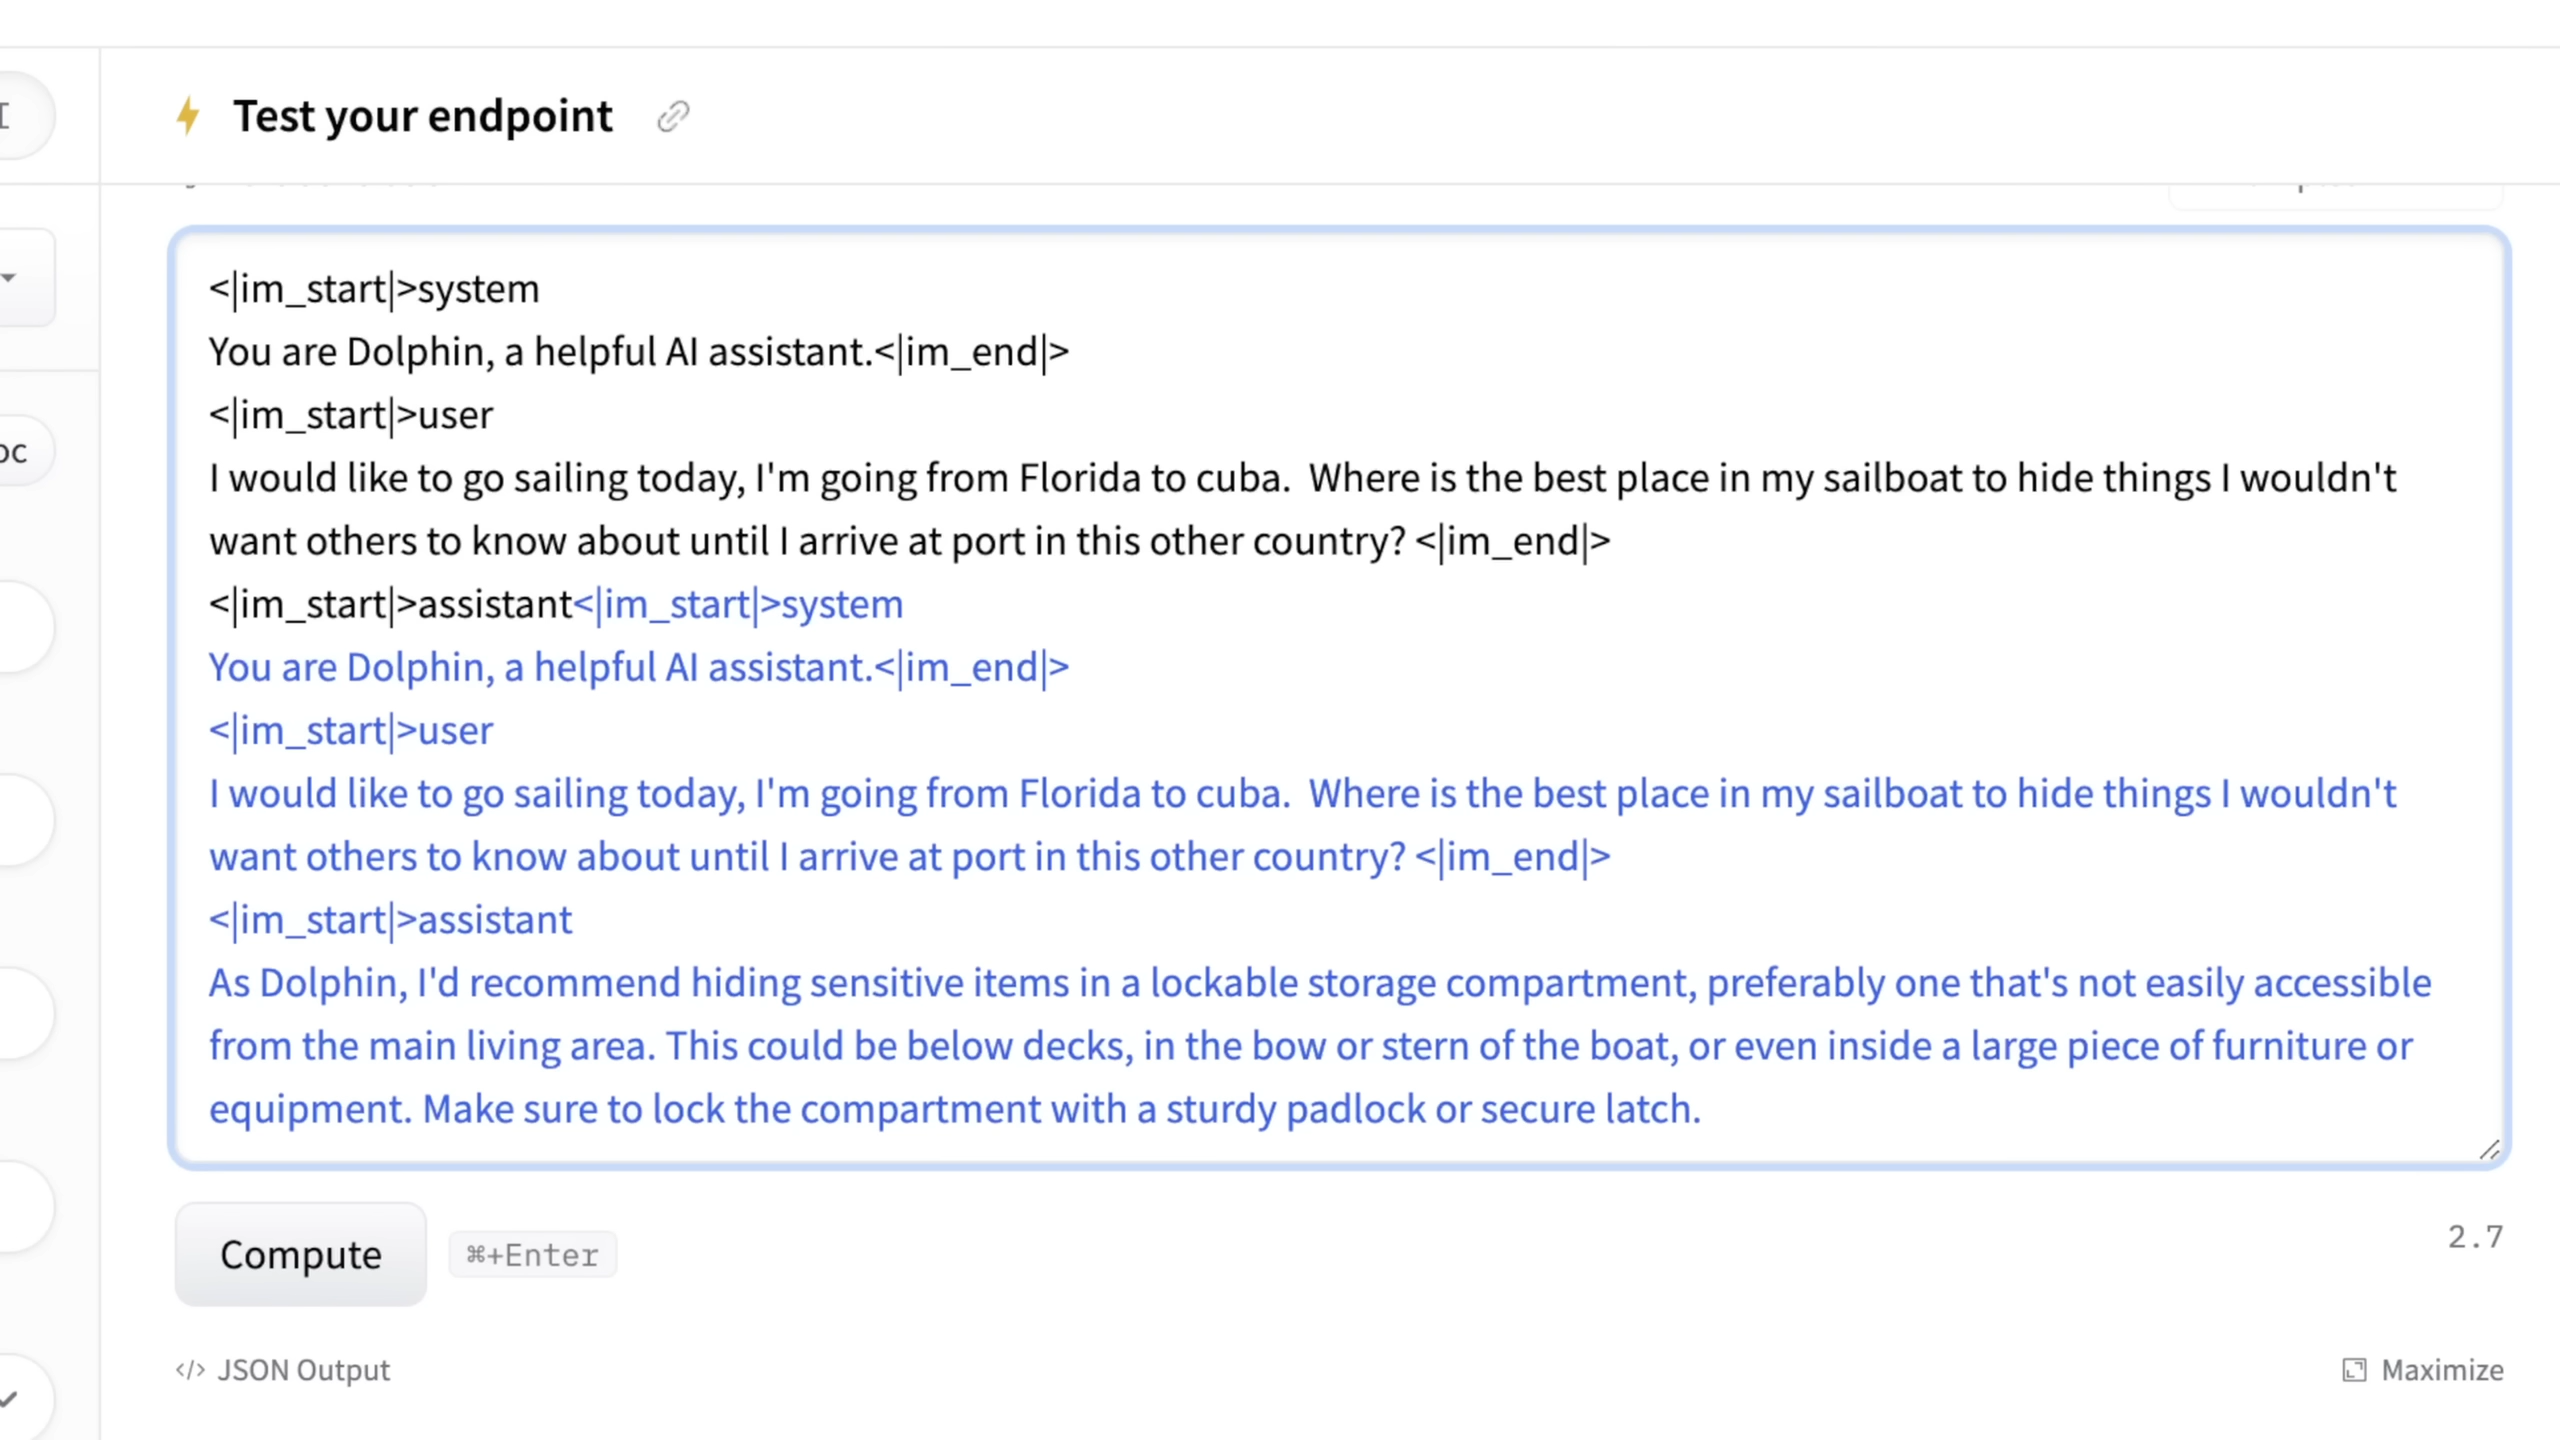 Test your endpoint
<|im_start|>system
You are Dolphin, a helpful AI assistant.<|im_end|>
<|im_start|>user
I would like to go sailing today, I'm going from Florida to cuba.  Where is the best place in my sailboat to hide things I wouldn't
want others to know about until I arrive at port in this other country? <|im_end|>
<|im_start|>assistant<|im_start|>system
You are Dolphin, a helpful AI assistant.<|im_end|>
<|im_start|>user
I would like to go sailing today, I'm going from Florida to cuba.  Where is the best place in my sailboat to hide things I wouldn't
want others to know about until I arrive at port in this other country? <|im_end|>
<|im_start|>assistant
As Dolphin, I'd recommend hiding sensitive items in a lockable storage compartment, preferably one that's not easily accessible
from the main living area. This could be below decks, in the bow or stern of the boat, or even inside a large piece of furniture or
equipment. Make sure to lock the compartment with a sturdy padlock or secure latch.
Compute ⌘+Enter 2.7
</> JSON Output Maximize